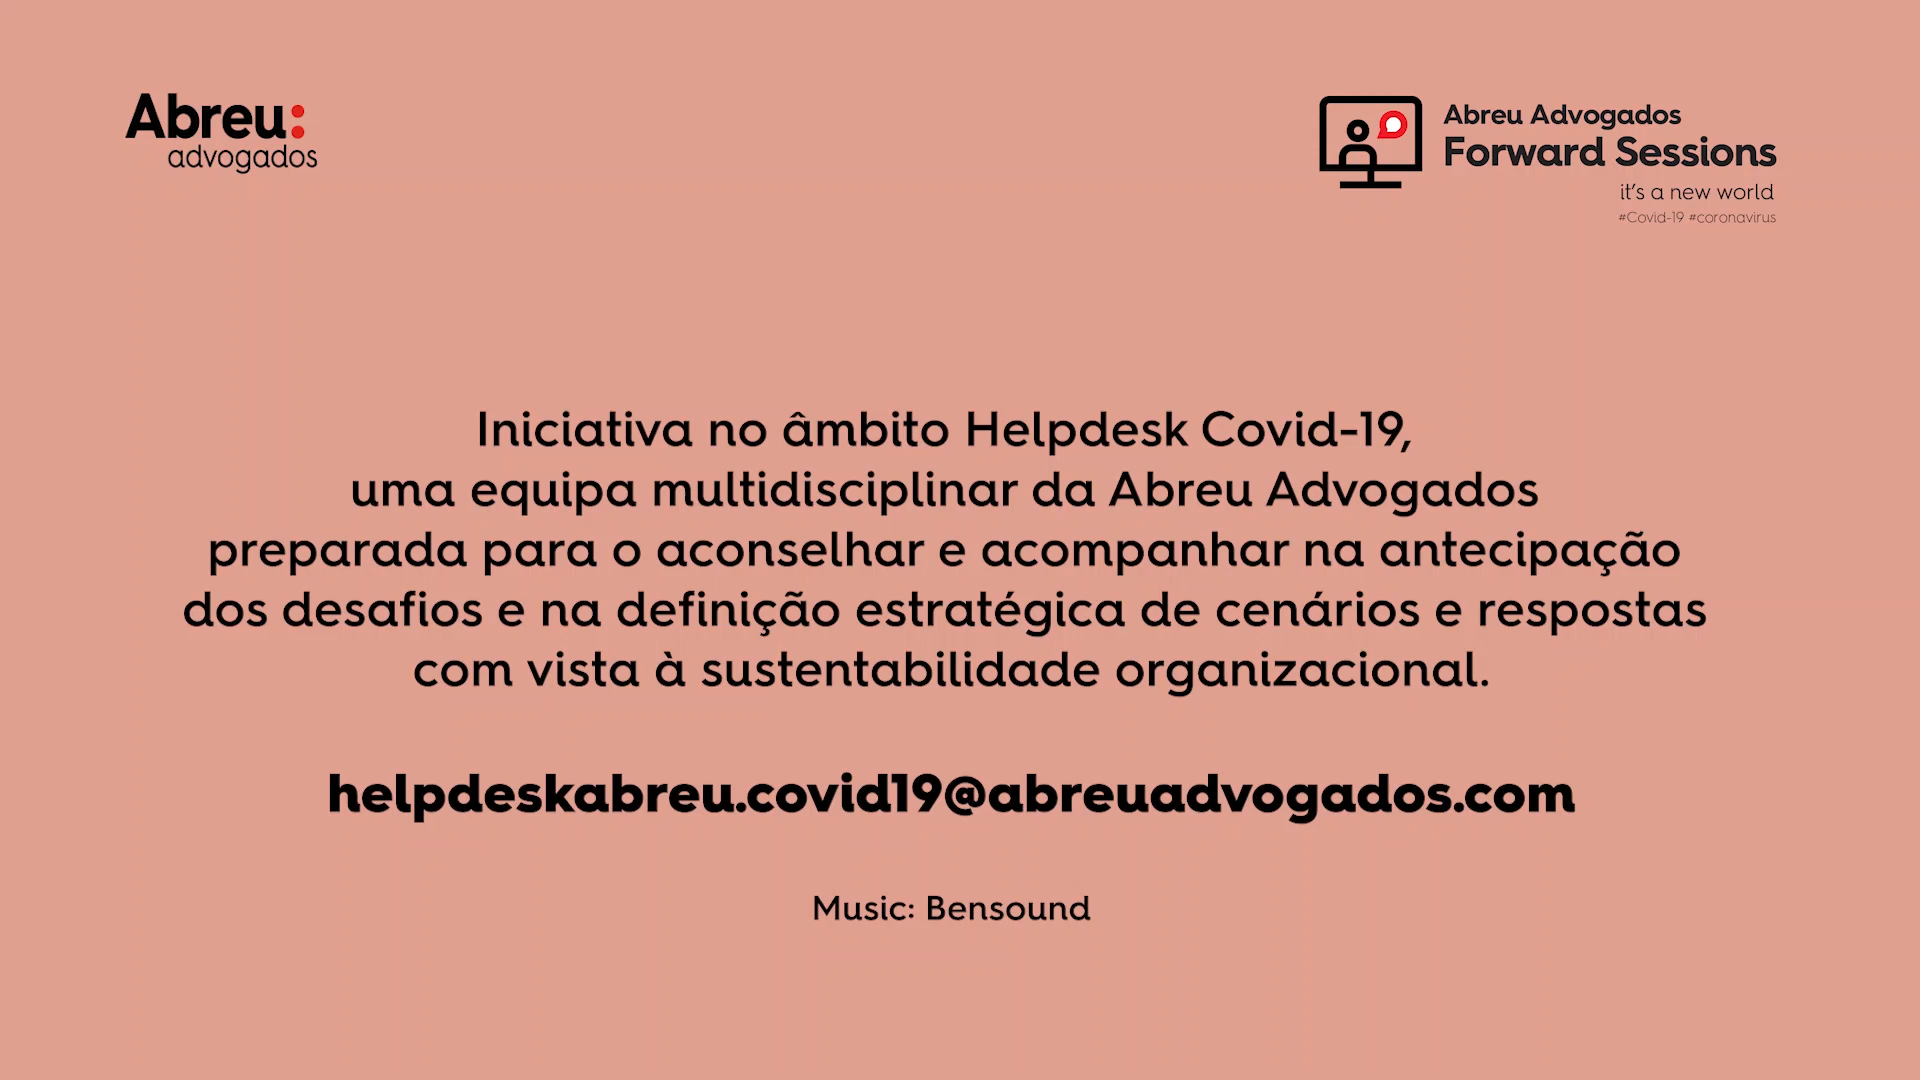 Abreu:
advogados
Abreu Advogados
Forward Sessions
it's a new world
#Covid-19 #coronavirus
Iniciativa no âmbito Helpdesk Covid-19,
uma equipa multidisciplinar da Abreu Advogados
preparada para o aconselhar e acompanhar na antecipação
dos desafios e na definição estratégica de cenários e respostas
com vista à sustentabilidade organizacional.
helpdeskabreu.covid19@abreuadvogados.com
Music: Bensound